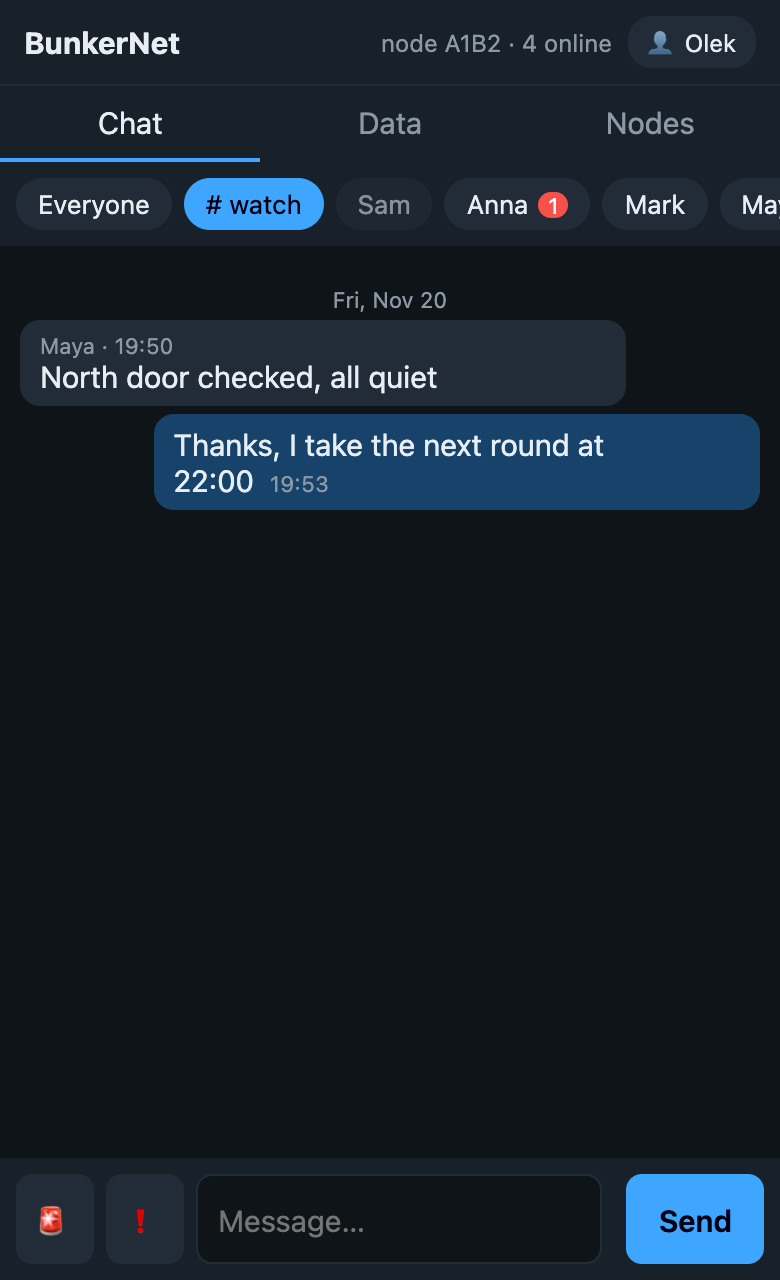 BunkerNet
node A1B2 · 4 online
Olek
Chat
Data
Nodes
Everyone
# watch
Sam
Anna 1
Mark
May
Fri, Nov 20
Maya · 19:50
North door checked, all quiet
Thanks, I take the next round at
22:00 19:53
Message...
Send